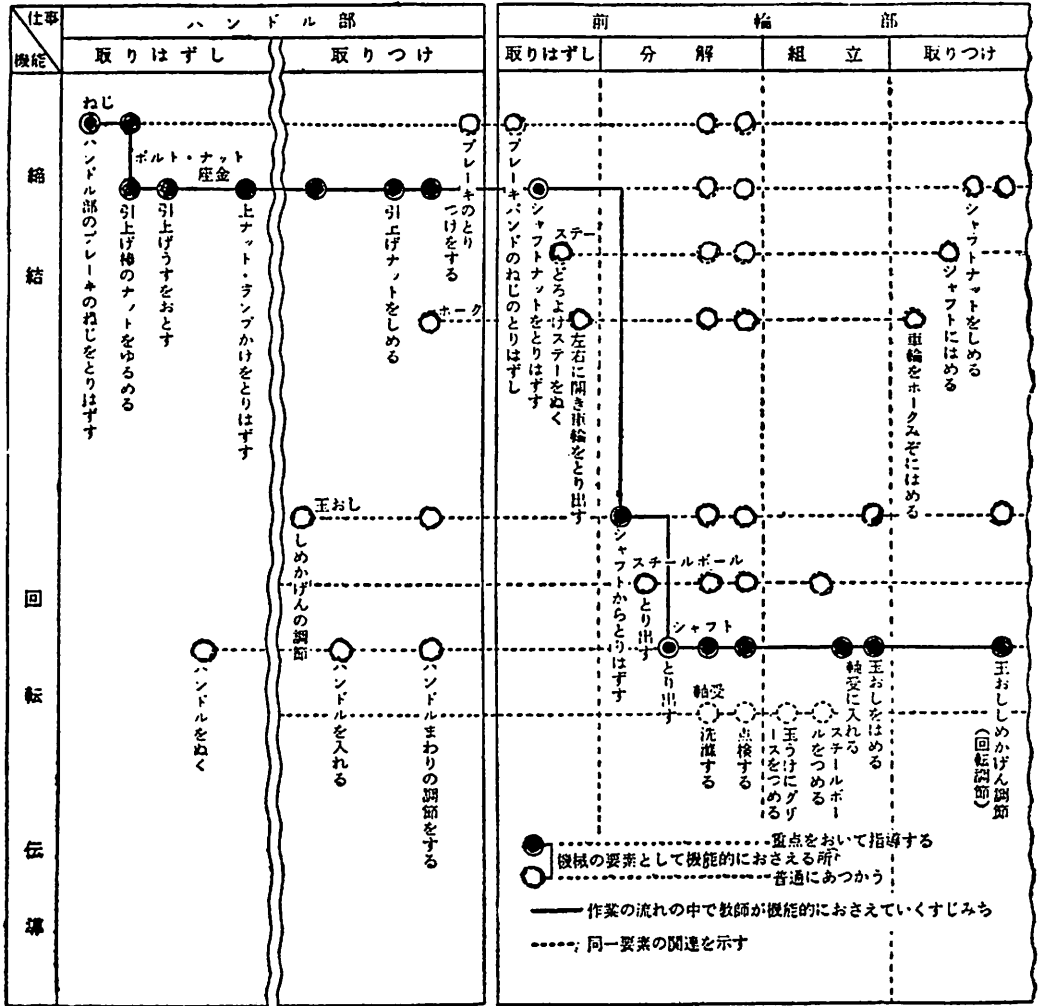 仕事
機能
ハンドル部
取りはずし
取りつけ
前輪部
取りはずし
分解
組立
取りつけ
締結
回転
伝導
ねじ
ハンドル部のブレーキのねじをとりはずす
ボルト・ナット
座金
引上げ棒のナットをゆるめる
引上げうすをおとす
上ナット・ランプかけをとりはずす
引上げナットをしめる
ブレーキのとり
つけをする
ホーク
玉おし
しめかげんの調節
ハンドルをぬく
ハンドルを入れる
ハンドルまわりの調節をする
ブレーキバンドのねじのとりはずし
シャフトナットをとりはずす
ステー
どろよけステーをぬく
左右に開き車輪をとり出す
シャフトからとりはずす
スチールボール
とり出す
シャフト
とり出す
軸受
洗滌する
点検する
玉うけにグリ
ースをつめる
スチールボー
ルをつめる
軸受に入れる
玉おしをはめる
車輪をホークみぞにはめる
シャフトにはめる
シャフトナットをしめる
玉おししめかげん調節
(回転調節)
重点をおいて指導する
機械の要素として機能的におさえる所
普通にあつかう
作業の流れの中で教師が機能的におさえていくすじみち
同一要素の関連を示す